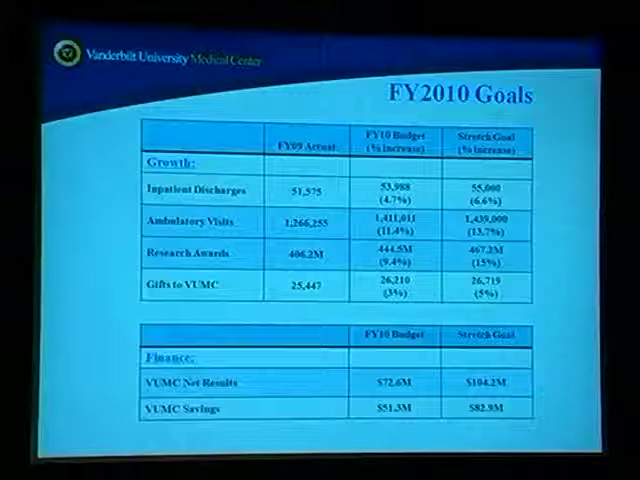 Vanderbilt University Medical Center
FY2010 Goals
FY09 Actual FY10 Budget (% increase) Stretch Goal (% increase)
Growth:
Inpatient Discharges 51,575 53,988 (4.7%) 55,000 (6.6%)
Ambulatory Visits 1,266,255 1,411,011 (11.4%) 1,439,000 (13.7%)
Research Awards 406.2M 444.5M (9.4%) 467.2M (15%)
Gifts to VUMC 25,447 26,210 (3%) 26,719 (5%)
FY10 Budget Stretch Goal
Finance:
VUMC Net Results $72.6M $104.2M
VUMC Savings $51.3M $82.9M